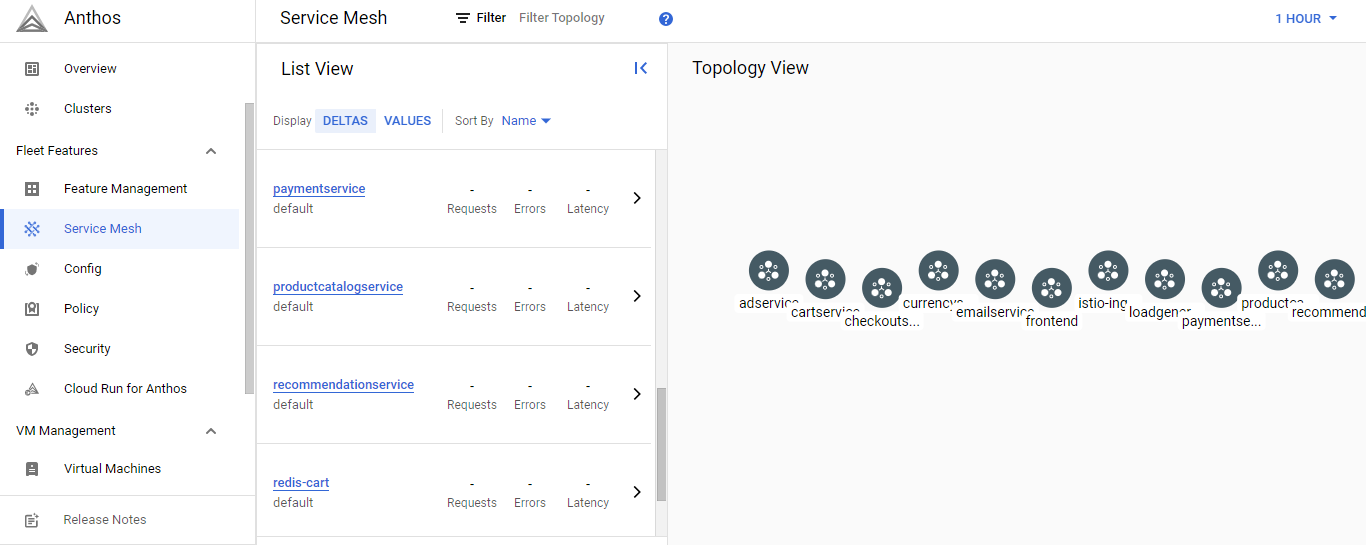 Anthos
Service Mesh
Filter
Filter Topology
1 HOUR
Overview
Clusters
Fleet Features
Feature Management
Service Mesh
Config
Policy
Security
Cloud Run for Anthos
VM Management
Virtual Machines
Release Notes
List View
Display DELTAS VALUES Sort By Name
paymentservice - - -
default Requests Errors Latency
productcatalogservice - - -
default Requests Errors Latency
recommendationservice - - -
default Requests Errors Latency
redis-cart - - -
default Requests Errors Latency
Topology View
adservice
cartservice
checkouts...
currencys
emailservice
frontend
istio-ing
loadgener
paymentse...
productca
recommend